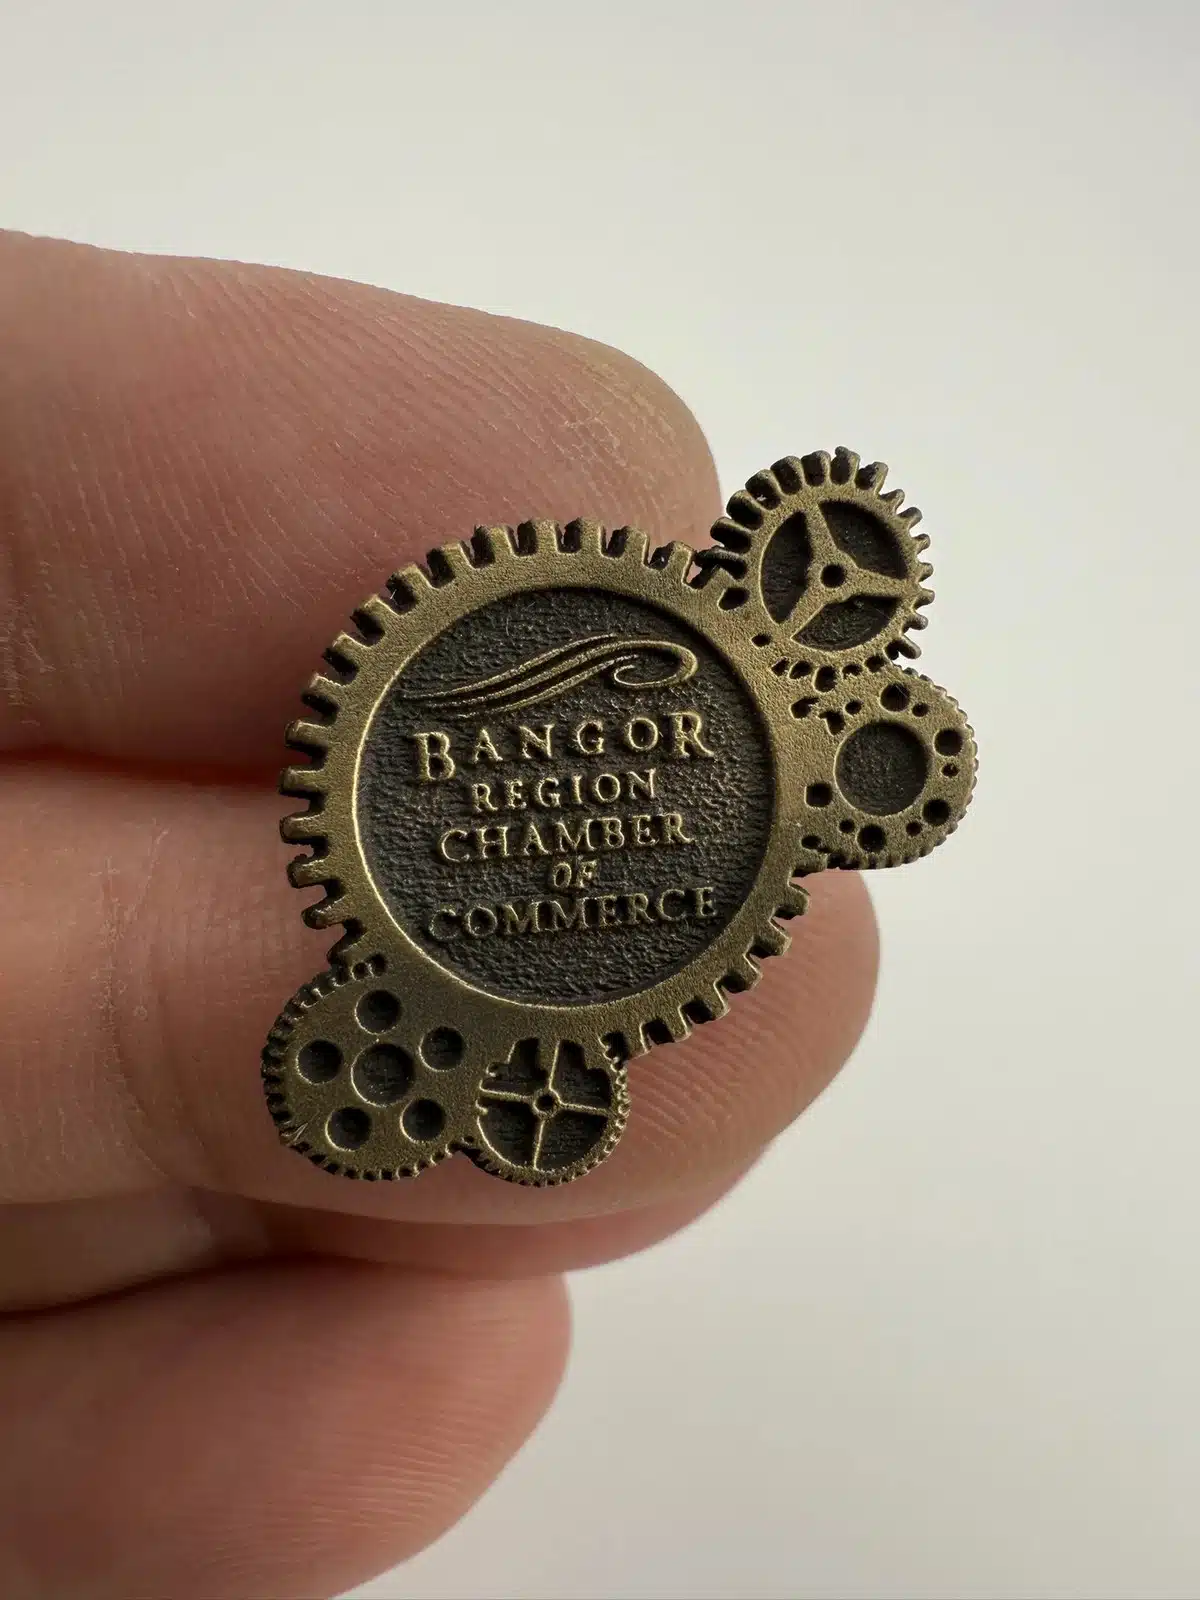 BANGOR
REGION
CHAMBER
OF
COMMERCE